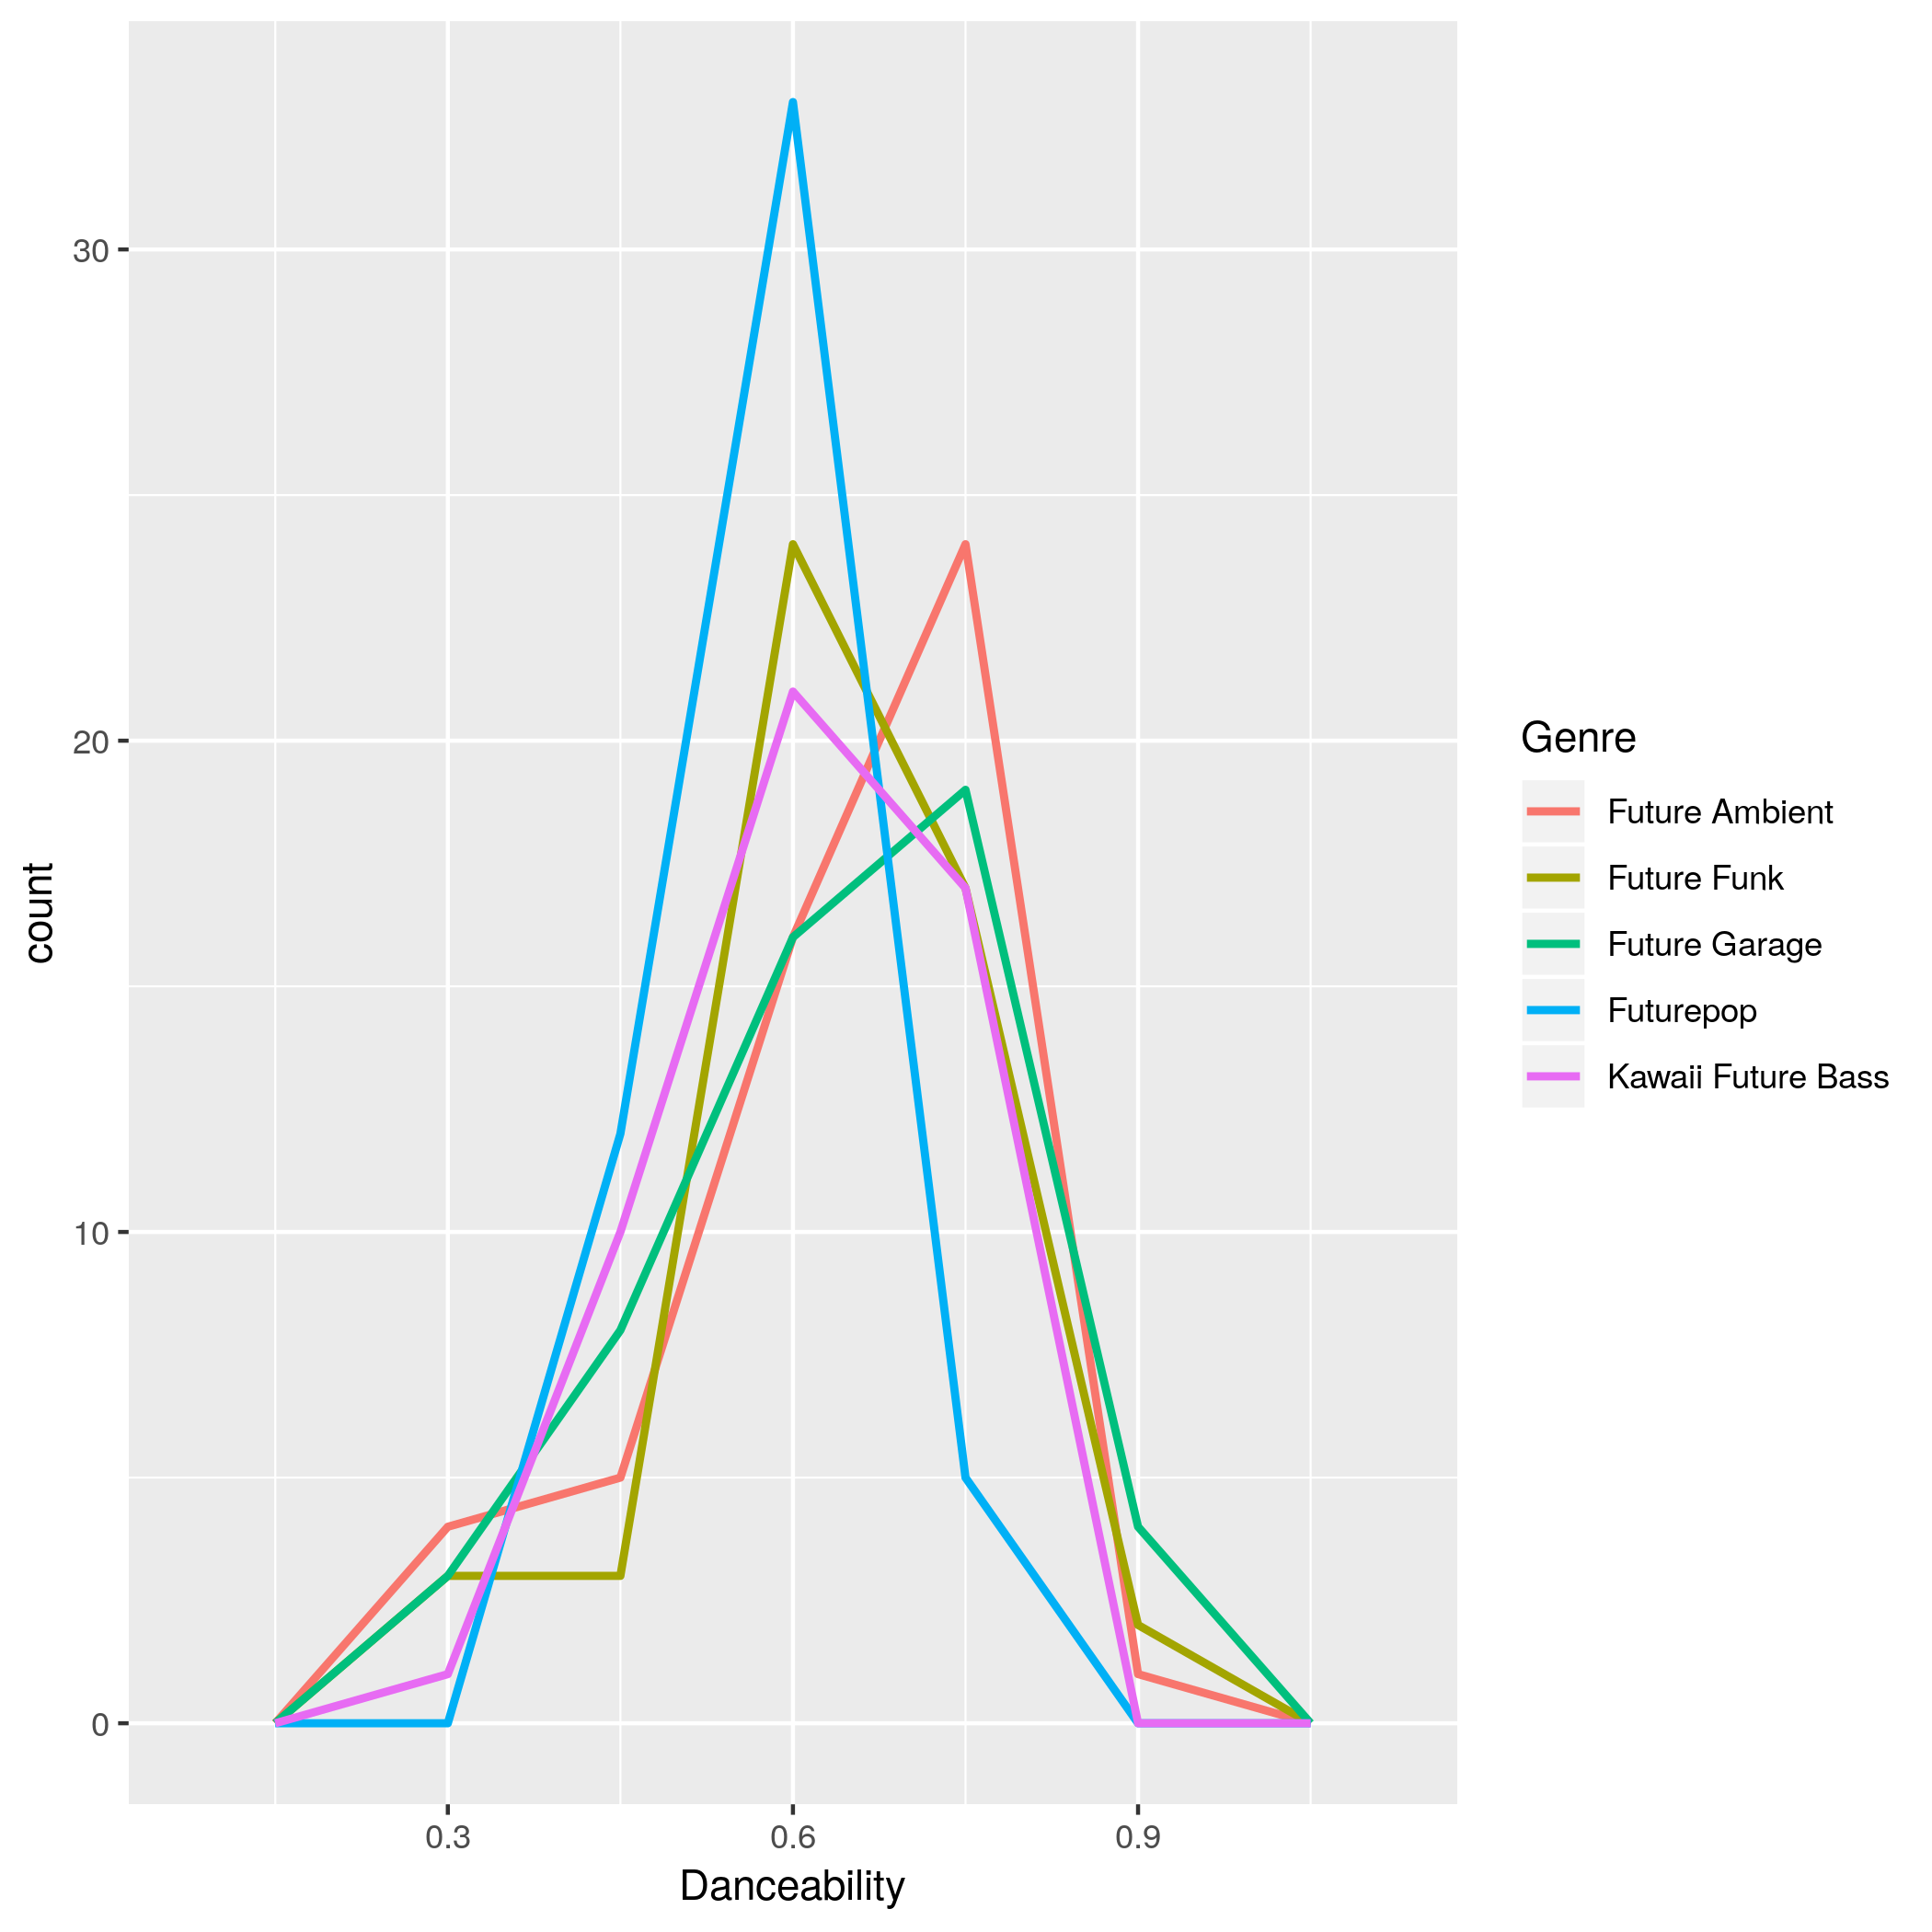 30
20
10
0
count
0.3
0.6
0.9
Danceability
Genre
Future Ambient
Future Funk
Future Garage
Futurepop
Kawaii Future Bass